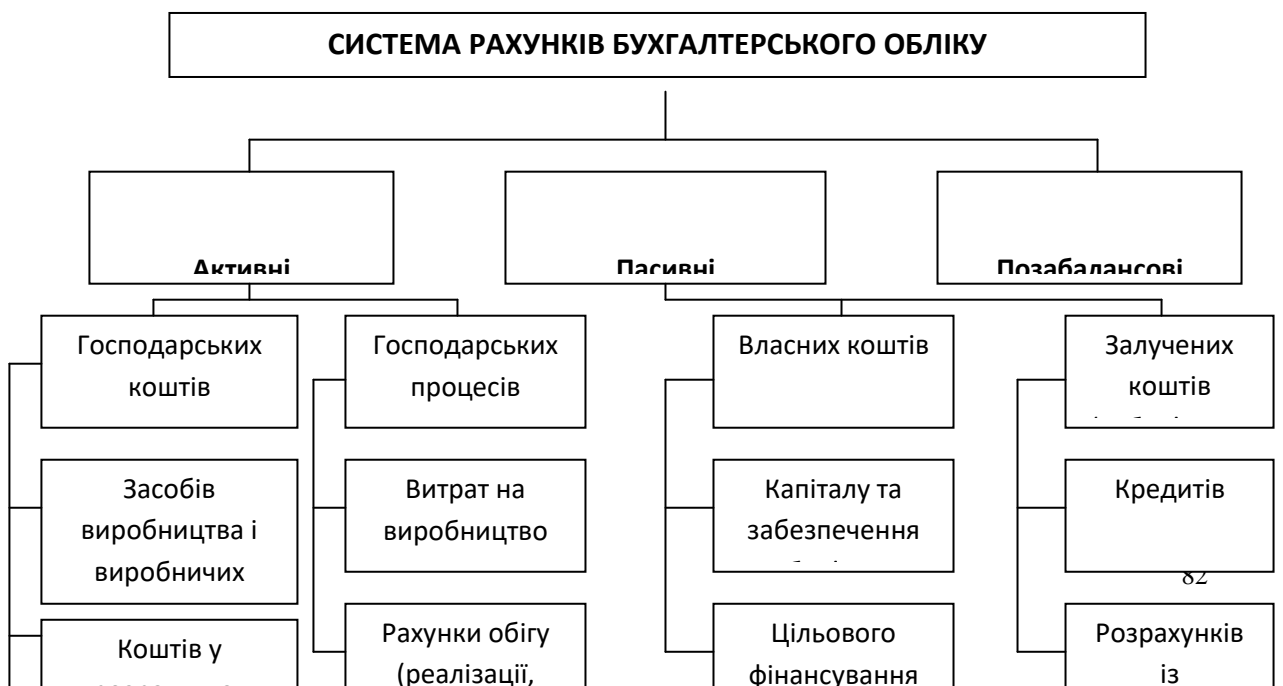 СИСТЕМА РАХУНКІВ БУХГАЛТЕРСЬКОГО ОБЛІКУ
Активні
Пасивні
Позабалансові
Господарських
коштів
Господарських
процесів
Власних коштів
Залучених
коштів
Засобів
виробництва і
виробничих
Витрат на
виробництво
Капіталу та
забезпечення
Кредитів
82
Коштів у
Рахунки обігу
(реалізації,
Цільового
фінансування
Розрахунків
із